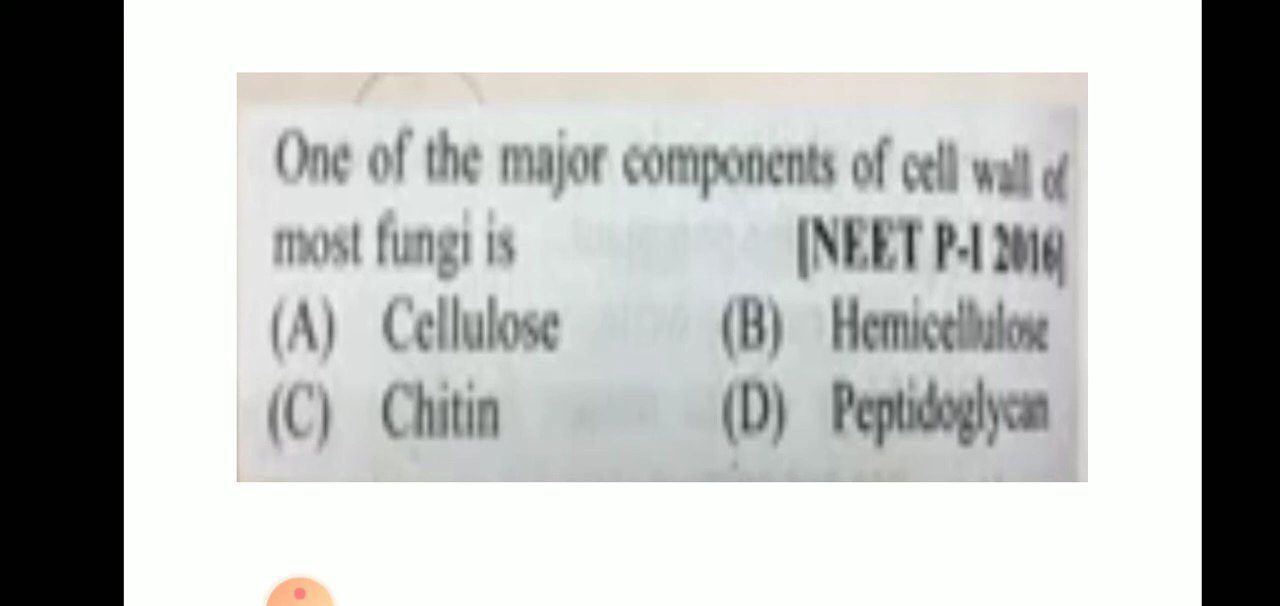 One of the major components of cell wall of
most fungi is [NEET P-I 2016]
(A) Cellulose (B) Hemicellulose
(C) Chitin (D) Peptidoglycan